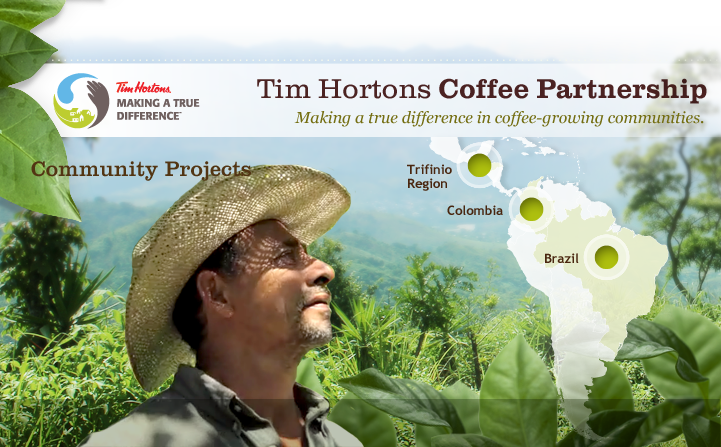 Tim Hortons
MAKING A TRUE
DIFFERENCE™
Tim Hortons Coffee Partnership
Making a true difference in coffee-growing communities.
Community Projects
Trifinio
Region
Colombia
Brazil